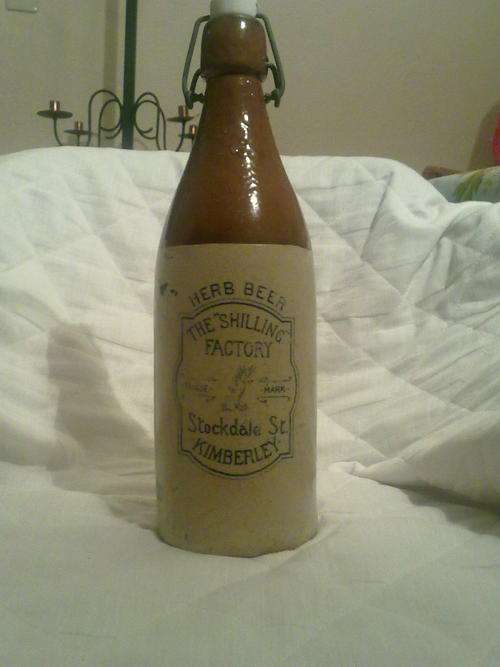 HERB BEER
THE "SHILLING"
FACTORY
TRADE MARK
Stockdale St.
KIMBERLEY